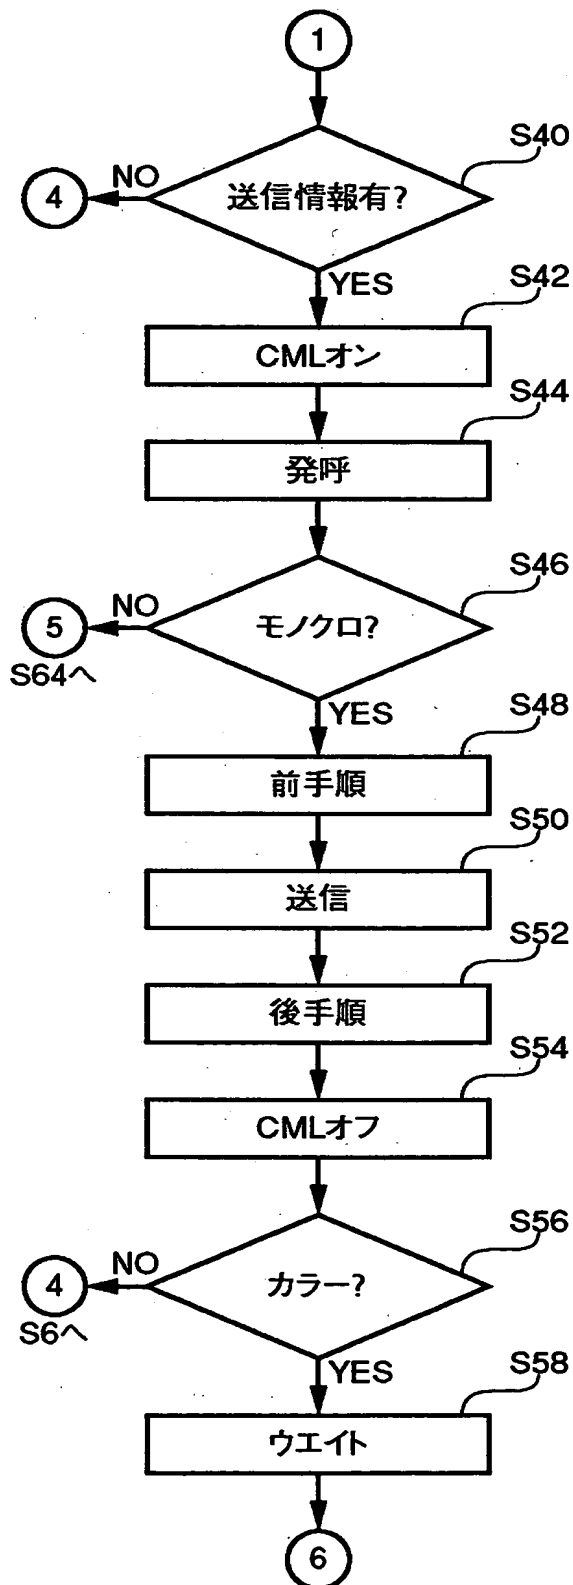 1
S40
送信情報有?
NO
4
YES
S42
CMLオン
S44
発呼
S46
モノクロ?
NO
5
S64へ
YES
S48
前手順
S50
送信
S52
後手順
S54
CMLオフ
S56
カラー?
NO
4
S6へ
YES
S58
ウエイト
6